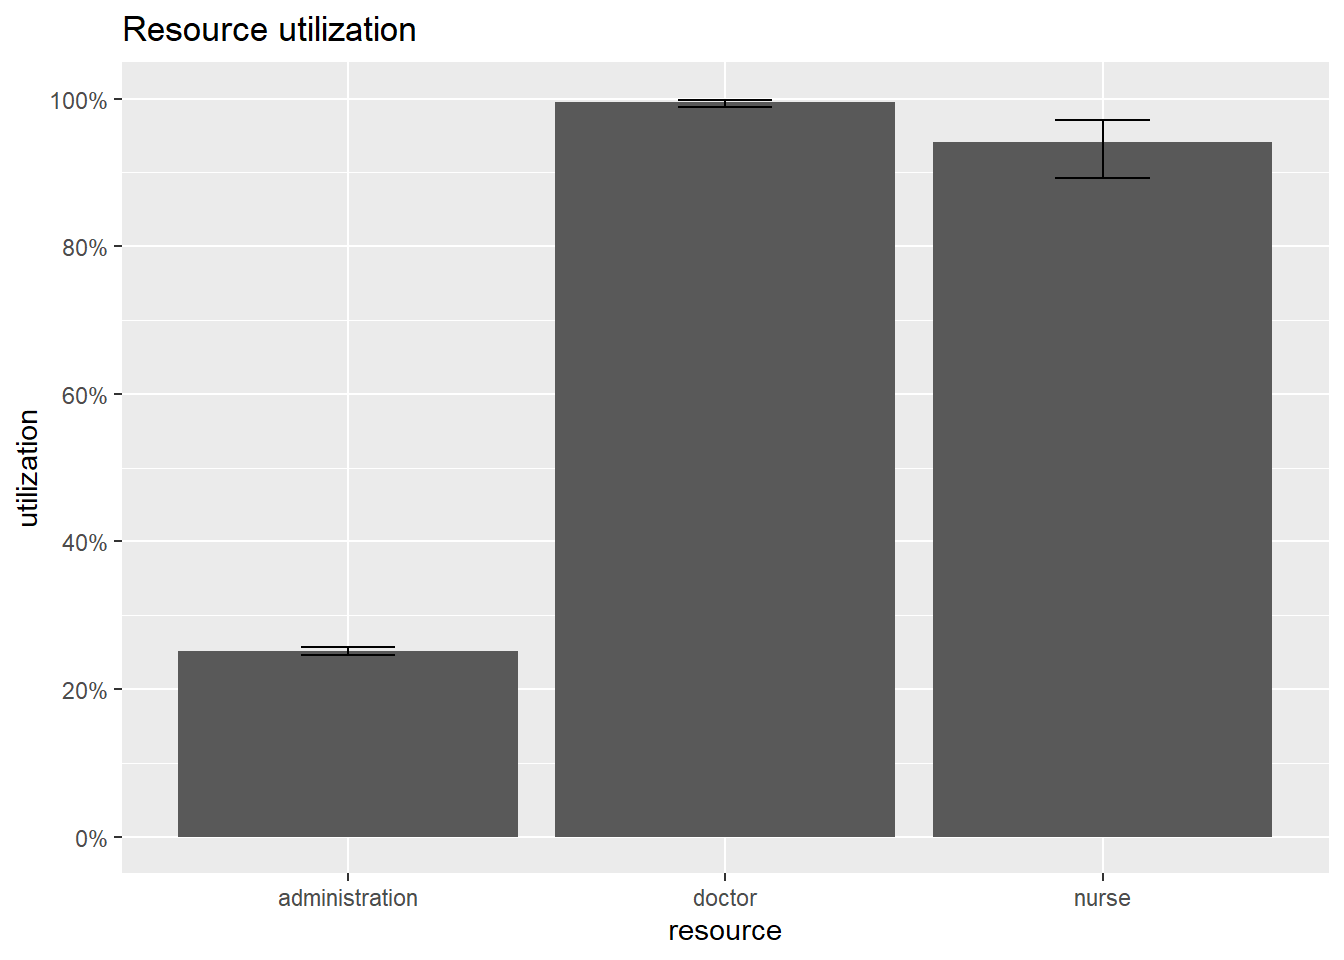 Resource utilization
100%
80%
60%
40%
20%
0%
utilization
administration doctor nurse
resource